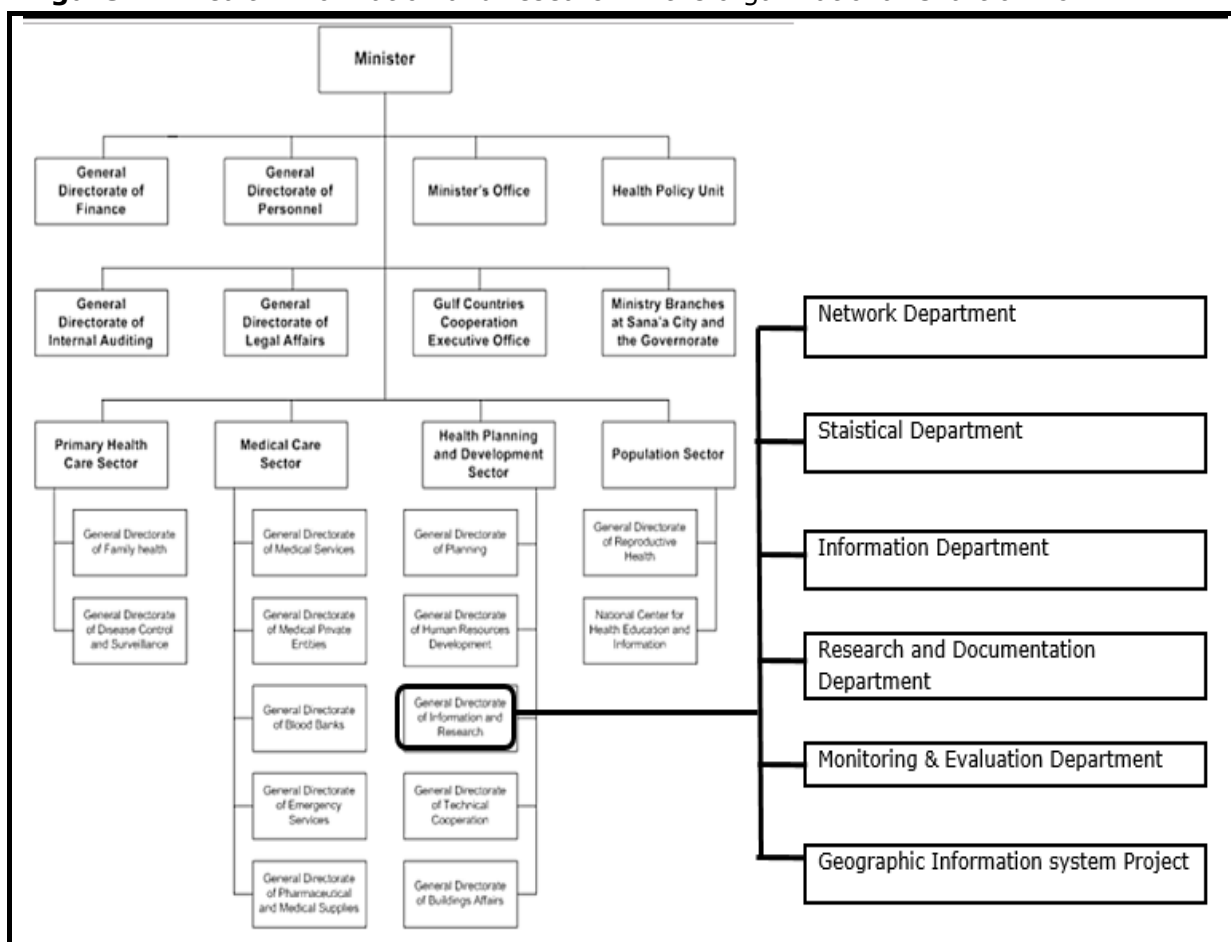 Minister
General
Directorate of
Finance
General
Directorate of
Personnel
Minister's Office
Health Policy Unit
General
Directorate of
Internal Auditing
General
Directorate of
Legal Affairs
Gulf Countries
Cooperation
Executive Office
Ministry Branches
at Sana'a City and
the Governorate
Primary Health
Care Sector
Medical Care
Sector
Health Planning
and Development
Sector
Population Sector
General Directorate
of Family health
General Directorate
of Disease Control
and Surveillance
General Directorate
of Medical Services
General Directorate
of Medical Private
Entities
General Directorate
of Blood Banks
General Directorate
of Emergency
Services
General Directorate
of Pharmaceutical
and Medical Supplies
General Directorate
of Planning
General Directorate
of Human Resources
Development
General Directorate
of Information and
Research
General Directorate
of Technical
Cooperation
General Directorate
of Buildings Affairs
General Directorate
of Reproductive
Health
National Center for
Health Education and
Information
Network Department
Staistical Department
Information Department
Research and Documentation
Department
Monitoring & Evaluation Department
Geographic Information system Project